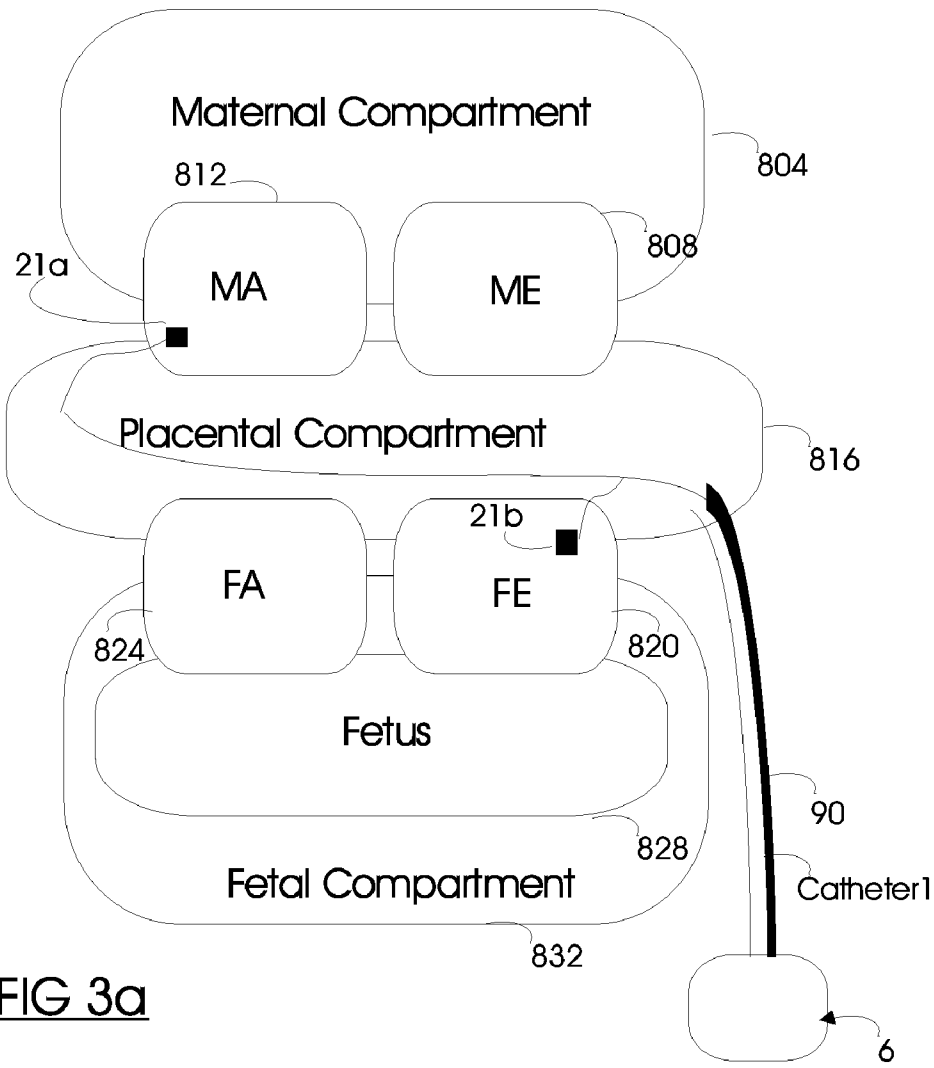 Maternal Compartment
804
812
808
21a
MA
ME
Placental Compartment
816
21b
FA
FE
824
820
Fetus
90
828
Fetal Compartment
Catheter1
832
FIG 3a
6